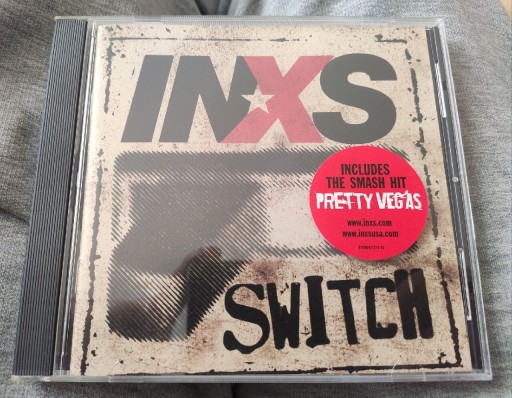 INXS
INCLUDES
THE SMASH HIT
PRETTY VEGAS
www.inxs.com
www.inxsusa.com
SWITCH